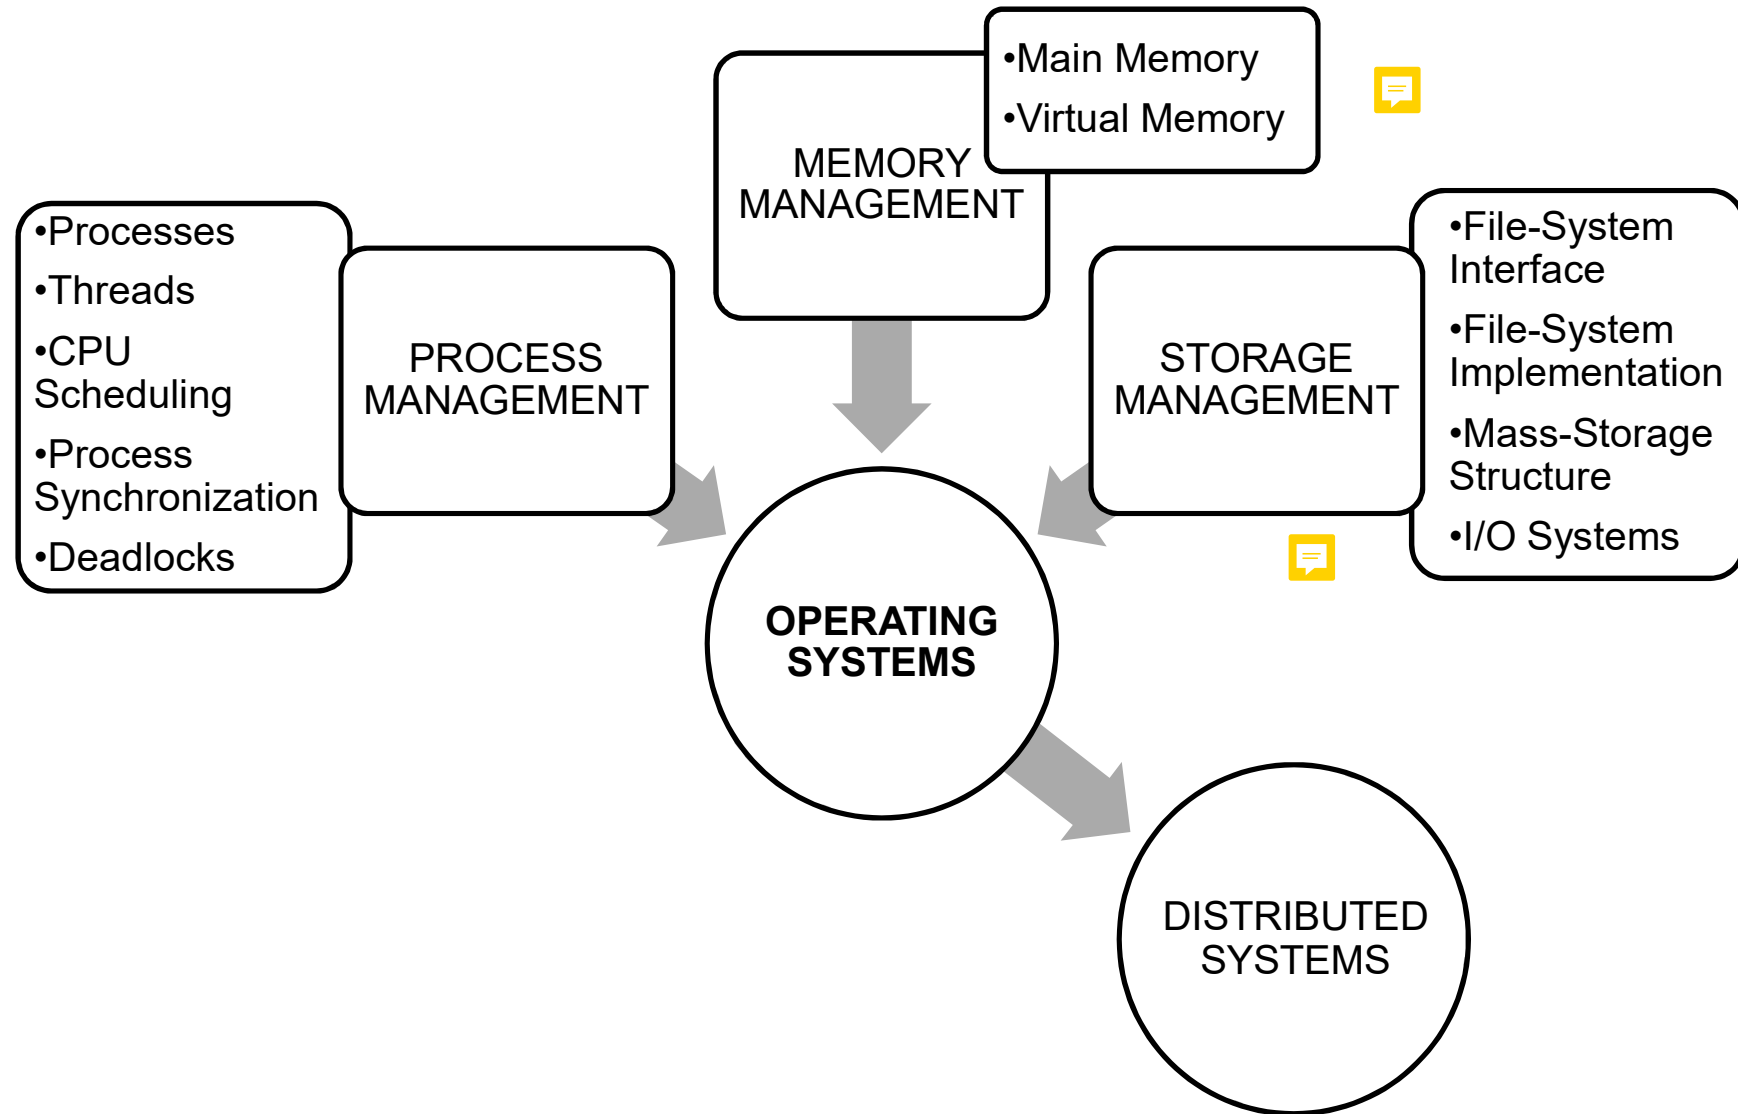 •Main Memory
•Virtual Memory
MEMORY
MANAGEMENT
•Processes
•Threads
•CPU
Scheduling
•Process
Synchronization
•Deadlocks
PROCESS
MANAGEMENT
STORAGE
MANAGEMENT
•File-System
Interface
•File-System
Implementation
•Mass-Storage
Structure
•I/O Systems
OPERATING
SYSTEMS
DISTRIBUTED
SYSTEMS